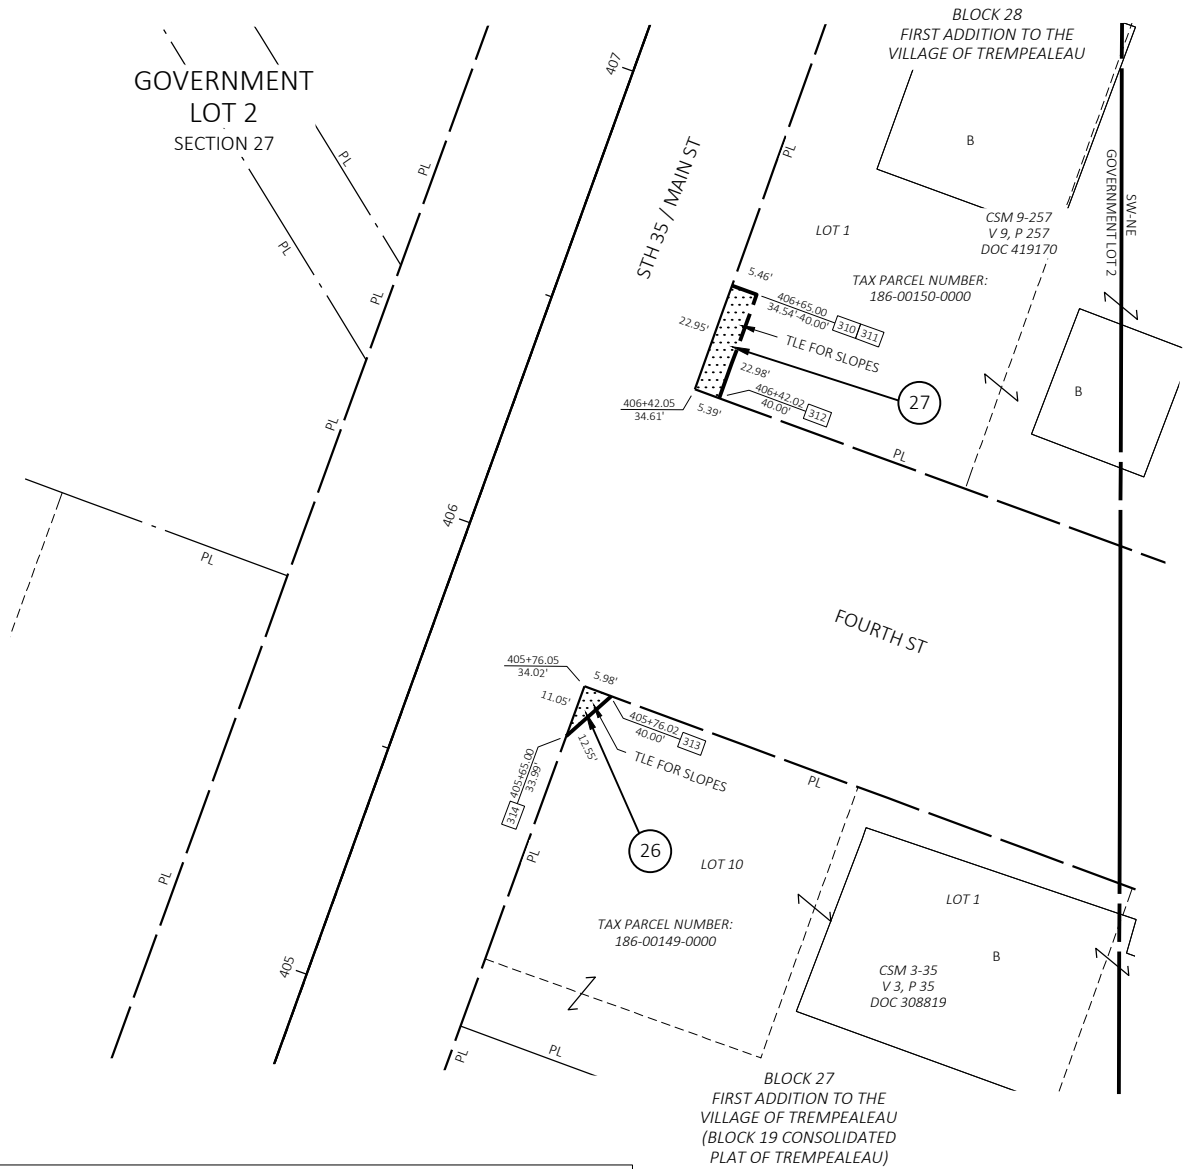 BLOCK 28
FIRST ADDITION TO THE
VILLAGE OF TREMPEALEAU
GOVERNMENT
LOT 2
SECTION 27
407
PL
PL
PL
PL
PL
B
STH 35 / MAIN ST
SW-NE
GOVERNMENT LOT 2
CSM 9-257
V 9, P 257
DOC 419170
LOT 1
TAX PARCEL NUMBER:
186-00150-0000
5.46'
406+65.00
34.54'-40.00'
310
311
TLE FOR SLOPES
22.95'
22.98'
27
B
406+42.05
34.61'
5.39'
406+42.02
40.00'
312
PL
PL
406
PL
FOURTH ST
405+76.05
34.02'
5.98'
11.05'
405+76.02
40.00'
313
12.55'
TLE FOR SLOPES
405+65.00
33.99'
314
PL
26
LOT 10
PL
PL
LOT 1
TAX PARCEL NUMBER:
186-00149-0000
B
CSM 3-35
V 3, P 35
DOC 308819
405
PL
PL
BLOCK 27
FIRST ADDITION TO THE
VILLAGE OF TREMPEALEAU
(BLOCK 19 CONSOLIDATED
PLAT OF TREMPEALEAU)